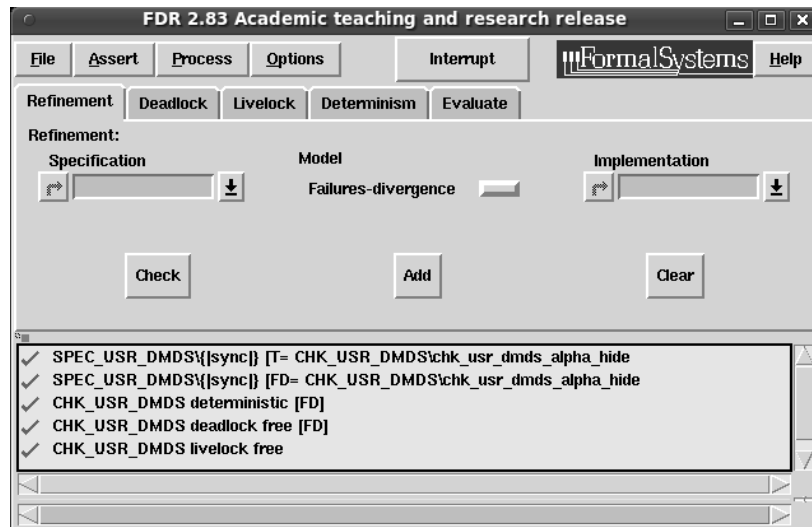 FDR 2.83 Academic teaching and research release
File Assert Process Options Interrupt FormalSystems Help
Refinement Deadlock Livelock Determinism Evaluate
Refinement:
Specification Model Implementation
Failures-divergence
Check Add Clear
SPEC_USR_DMDS\{|sync|} [T= CHK_USR_DMDS\chk_usr_dmds_alpha_hide
SPEC_USR_DMDS\{|sync|} [FD= CHK_USR_DMDS\chk_usr_dmds_alpha_hide
CHK_USR_DMDS deterministic [FD]
CHK_USR_DMDS deadlock free [FD]
CHK_USR_DMDS livelock free